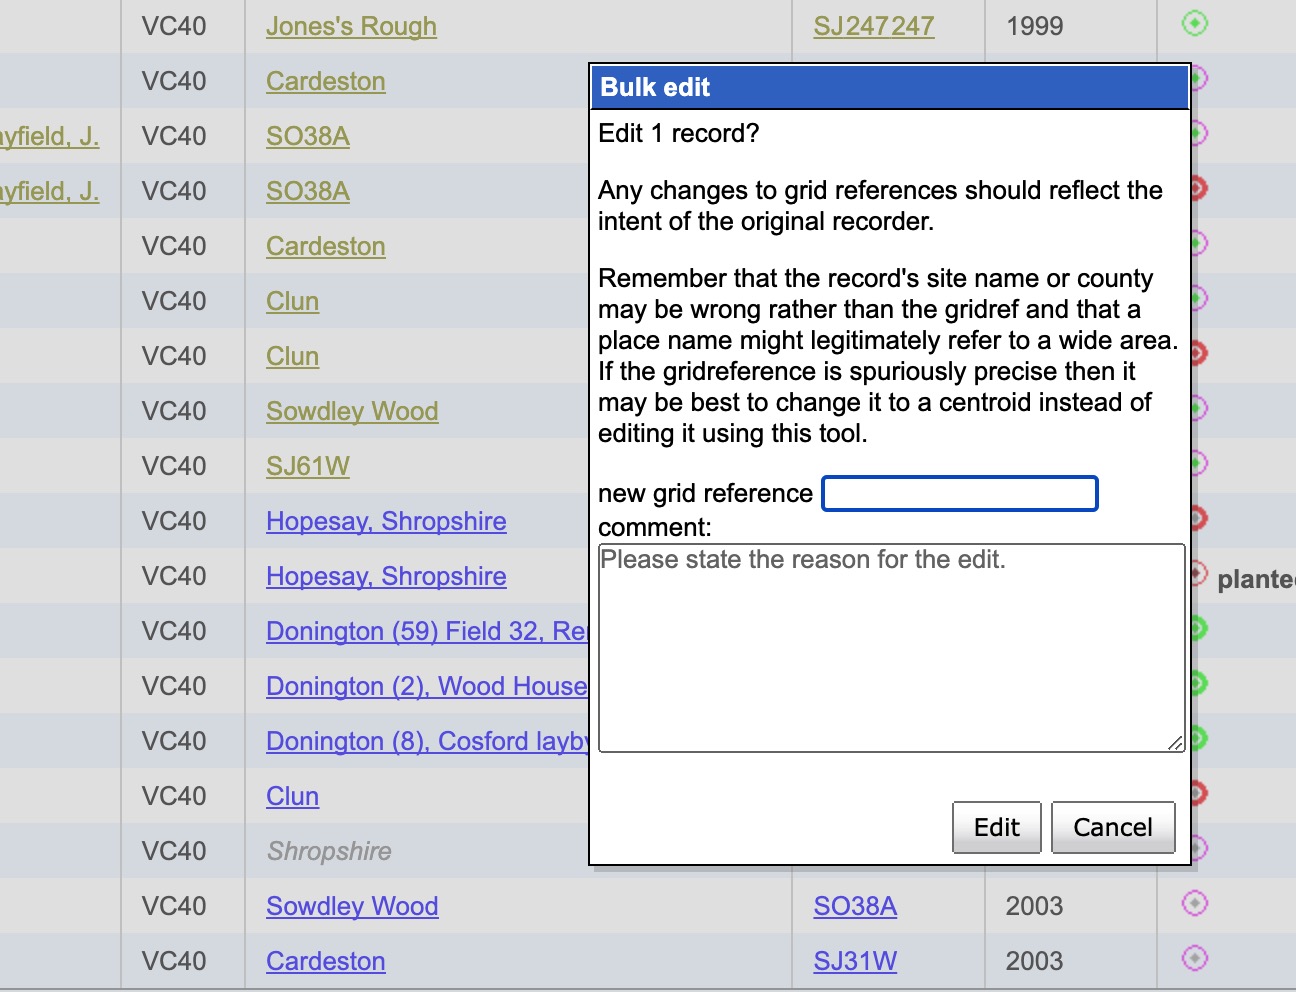 VC40 Jones's Rough SJ247247 1999
VC40 Cardeston
yfield, J. VC40 SO38A
yfield, J. VC40 SO38A
VC40 Cardeston
VC40 Clun
VC40 Clun
VC40 Sowdley Wood
VC40 SJ61W
VC40 Hopesay, Shropshire
VC40 Hopesay, Shropshire
VC40 Donington (59) Field 32, Re
VC40 Donington (2), Wood House
VC40 Donington (8), Cosford layby
VC40 Clun
VC40 Shropshire
VC40 Sowdley Wood SO38A 2003
VC40 Cardeston SJ31W 2003
Bulk edit
Edit 1 record?
Any changes to grid references should reflect the
intent of the original recorder.
Remember that the record's site name or county
may be wrong rather than the gridref and that a
place name might legitimately refer to a wide area.
If the gridreference is spuriously precise then it
may be best to change it to a centroid instead of
editing it using this tool.
new grid reference
comment:
Please state the reason for the edit.
Edit Cancel
plante